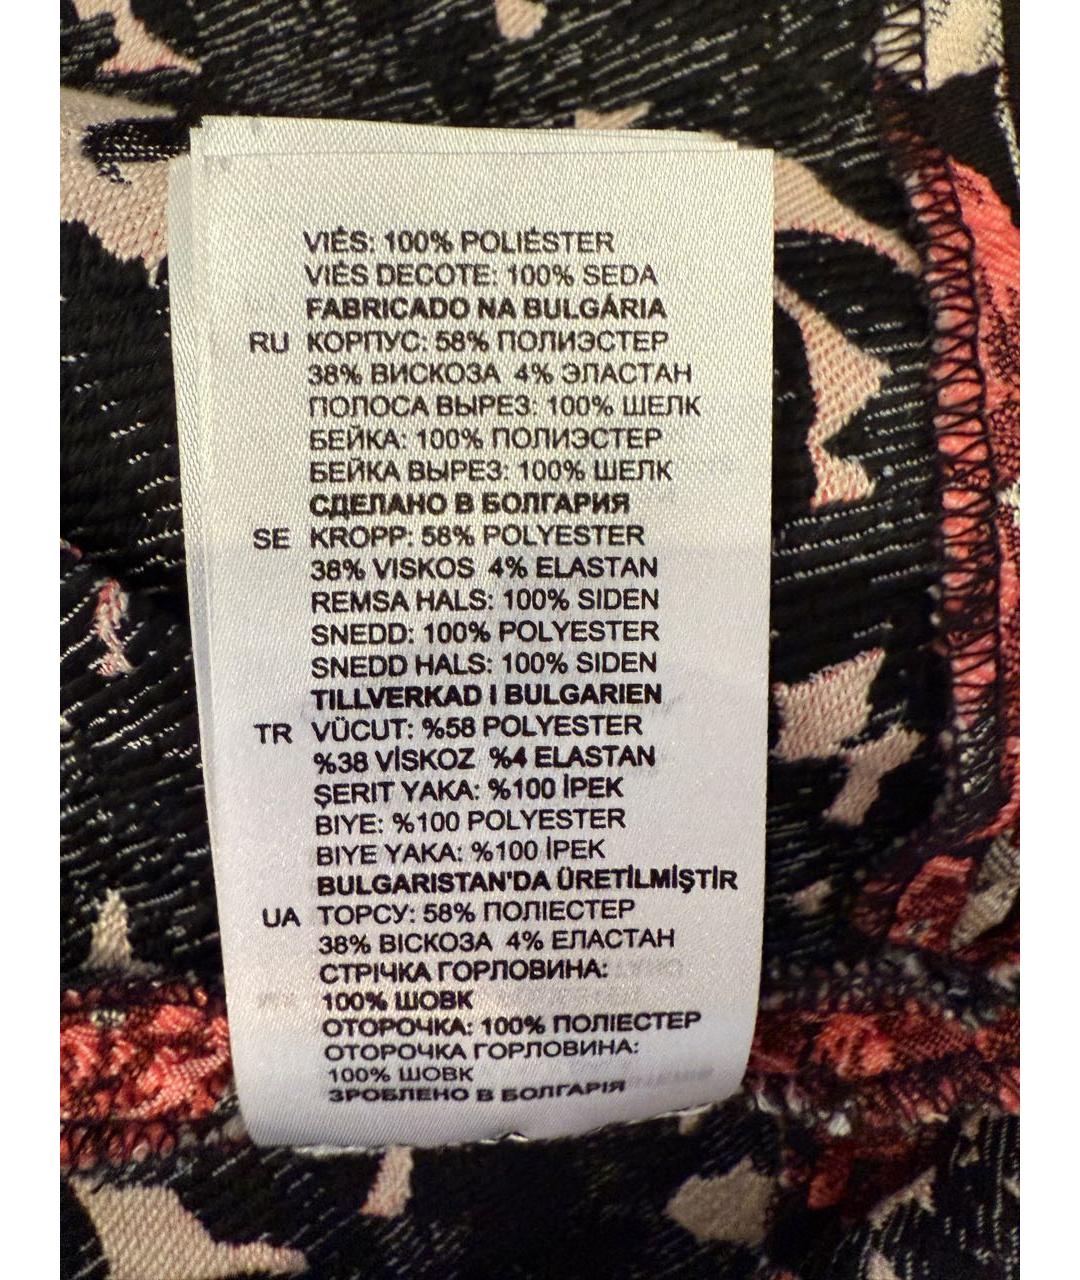 VIÉS: 100% POLIÉSTER
VIÉS DECOTE: 100% SEDA
FABRICADO NA BULGÁRIA
RU КОРПУС: 58% ПОЛИЭСТЕР
38% ВИСКОЗА 4% ЭЛАСТАН
ПОЛОСА ВЫРЕЗ: 100% ШЕЛК
БЕЙКА: 100% ПОЛИЭСТЕР
БЕЙКА ВЫРЕЗ: 100% ШЕЛК
СДЕЛАНО В БОЛГАРИЯ
SE KROPP: 58% POLYESTER
38% VISKOS 4% ELASTAN
REMSA HALS: 100% SIDEN
SNEDD: 100% POLYESTER
SNEDD HALS: 100% SIDEN
TILLVERKAD I BULGARIEN
TR VÜCUT: %58 POLYESTER
%38 VİSKOZ %4 ELASTAN
ŞERIT YAKA: %100 İPEK
BIYE: %100 POLYESTER
BIYE YAKA: %100 İPEK
BULGARISTAN'DA ÜRETİLMİŞTİR
UA ТОРСУ: 58% ПОЛІЕСТЕР
38% ВІСКОЗА 4% ЕЛАСТАН
СТРІЧКА ГОРЛОВИНА:
100% ШОВК
ОТОРОЧКА: 100% ПОЛІЕСТЕР
ОТОРОЧКА ГОРЛОВИНА:
100% ШОВК
ЗРОБЛЕНО В БОЛГАРІЯ